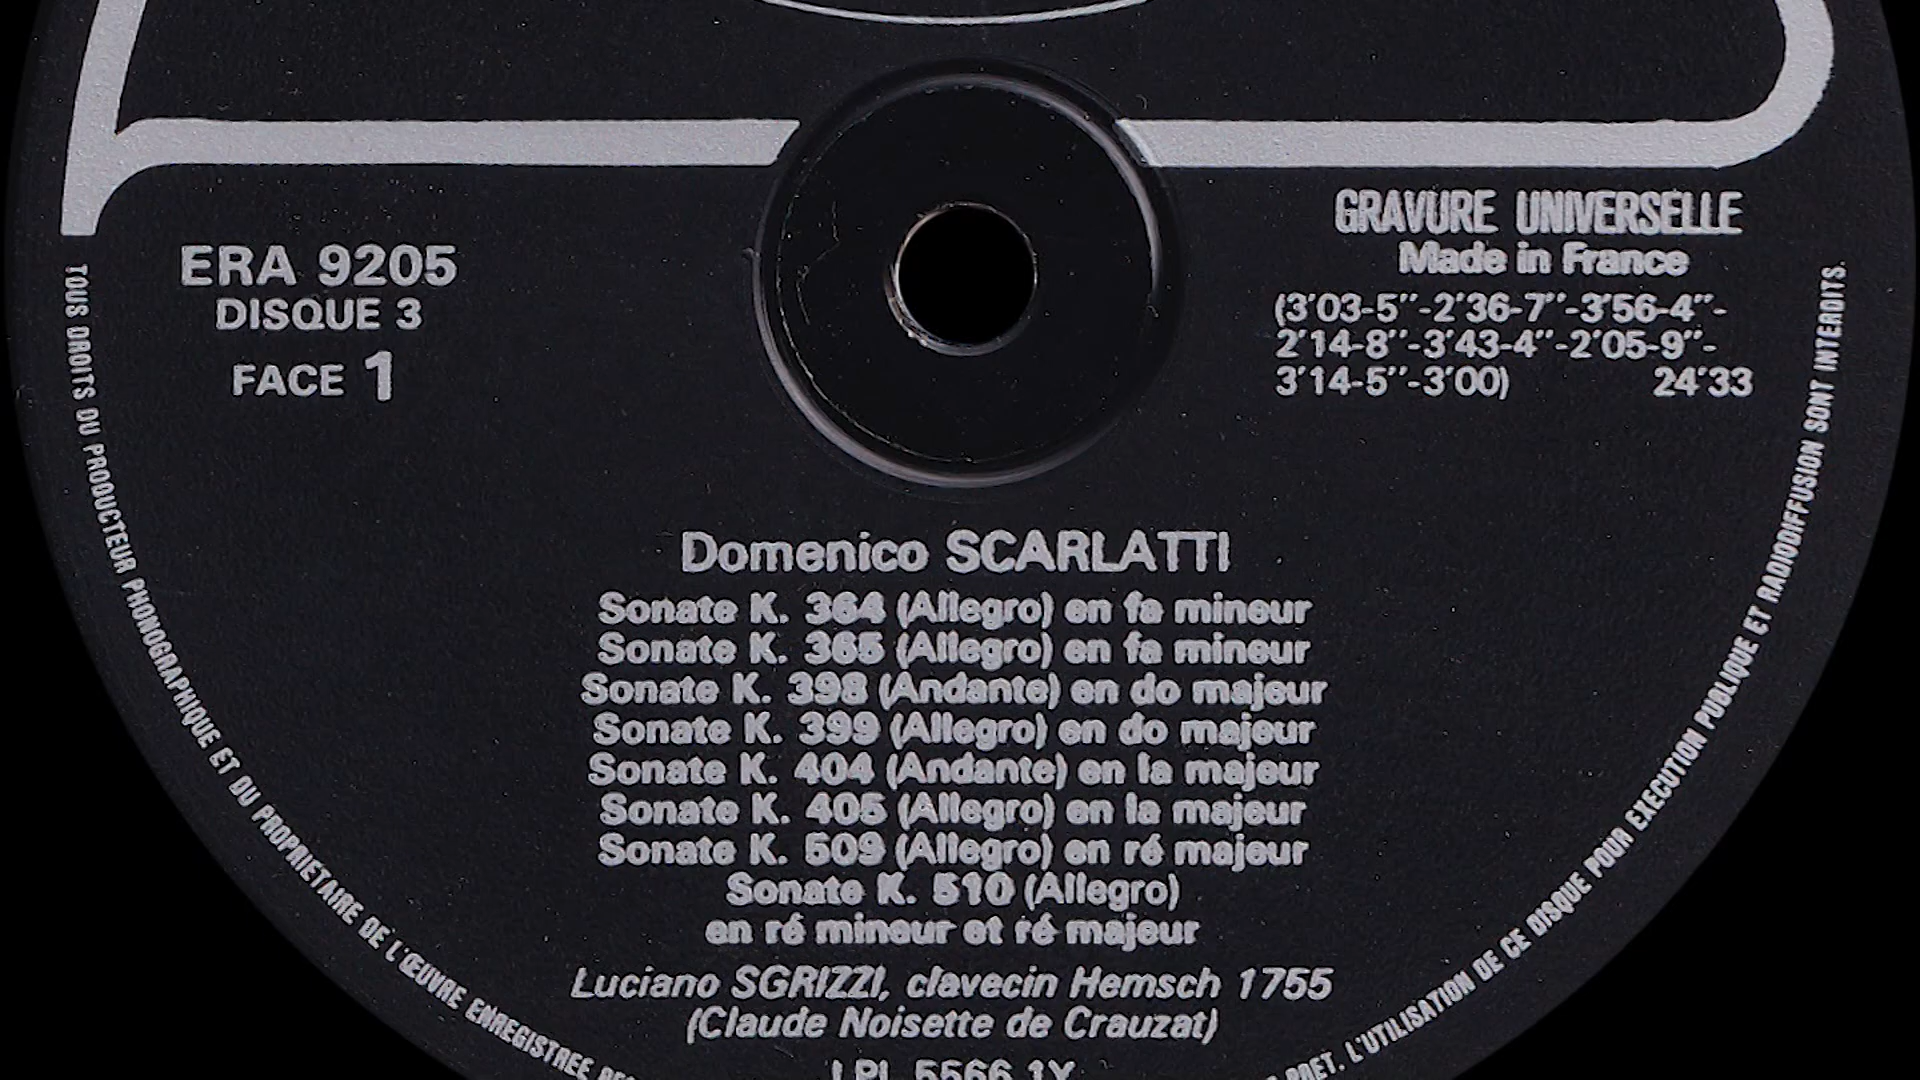 GRAVURE UNIVERSELLE
Made in France
ERA 9205
DISQUE 3
FACE 1
(3'03-5''-2'36-7''-3'56-4''-
2'14-8''-3'43-4''-2'05-9''-
3'14-5''-3'00) 24'33
Domenico SCARLATTI
Sonate K. 364 (Allegro) en fa mineur
Sonate K. 365 (Allegro) en fa mineur
Sonate K. 398 (Andante) en do majeur
Sonate K. 399 (Allegro) en do majeur
Sonate K. 404 (Andante) en la majeur
Sonate K. 405 (Allegro) en la majeur
Sonate K. 509 (Allegro) en ré majeur
Sonate K. 510 (Allegro)
en ré mineur et ré majeur
Luciano SGRIZZI, clavecin Hemsch 1755
(Claude Noisette de Crauzat)
LPL 5566 1Y
TOUS DROITS DU PRODUCTEUR PHONOGRAPHIQUE ET DU PROPRIETAIRE DE L'ŒUVRE ENREGISTREE
PRET. L'UTILISATION DE CE DISQUE POUR EXECUTION PUBLIQUE ET RADIODIFFUSION SONT INTERDITS.